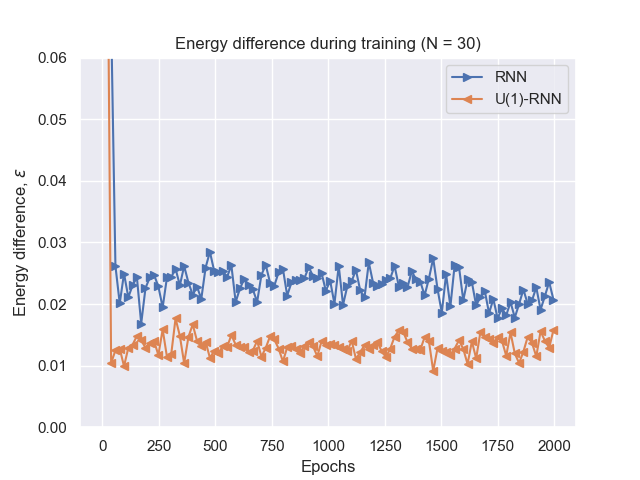 Energy difference during training (N = 30)
RNN
U(1)-RNN
Energy difference, ε
0.06
0.05
0.04
0.03
0.02
0.01
0.00
0 250 500 750 1000 1250 1500 1750 2000
Epochs